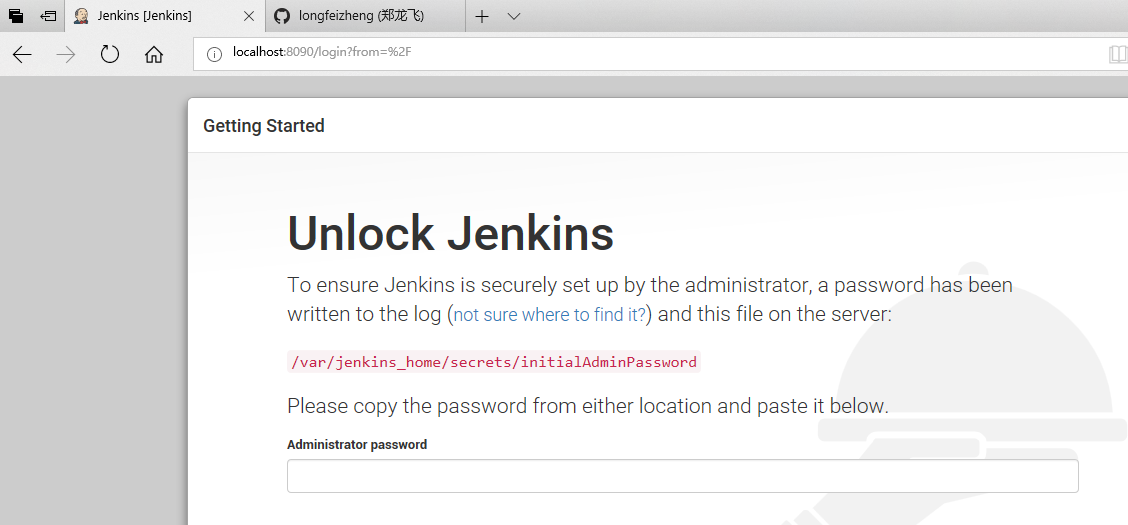 Jenkins [Jenkins]
longfeizheng (郑龙飞)
localhost:8090/login?from=%2F
Getting Started
Unlock Jenkins
To ensure Jenkins is securely set up by the administrator, a password has been
written to the log (not sure where to find it?) and this file on the server:
/var/jenkins_home/secrets/initialAdminPassword
Please copy the password from either location and paste it below.
Administrator password